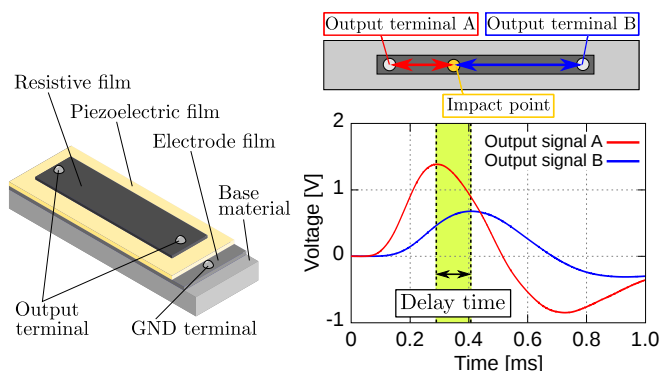 Resistive film
Piezoelectric film
Electrode film
Base
material
Output
terminal
GND terminal
Output terminal A
Output terminal B
Impact point
Output signal A
Output signal B
Voltage [V]
2
1
0
-1
Delay time
0 0.2 0.4 0.6 0.8 1.0
Time [ms]